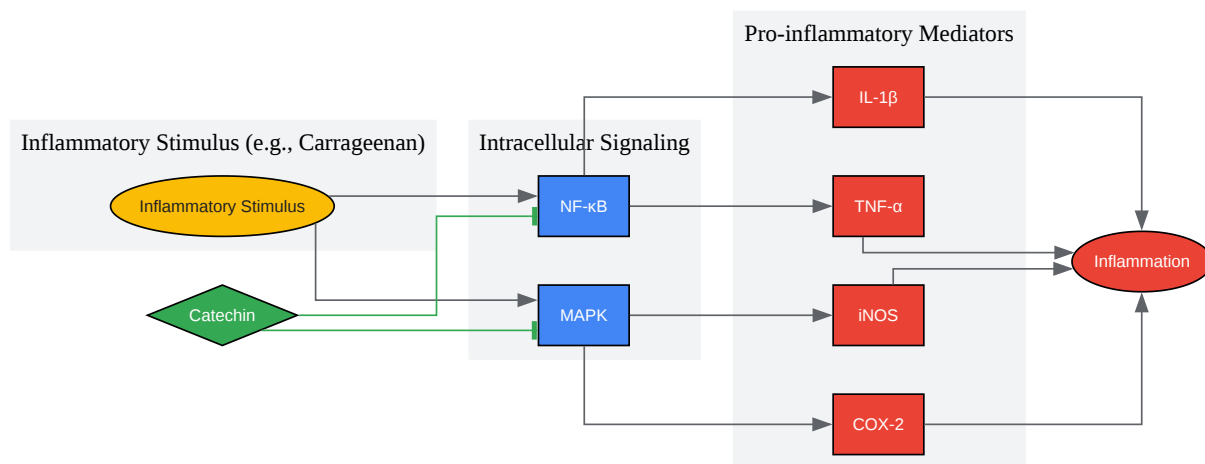 Pro-inflammatory Mediators
IL-1β
Inflammatory Stimulus (e.g., Carrageenan)
Intracellular Signaling
Inflammatory Stimulus
NF-κB
TNF-α
Inflammation
Catechin
MAPK
iNOS
COX-2